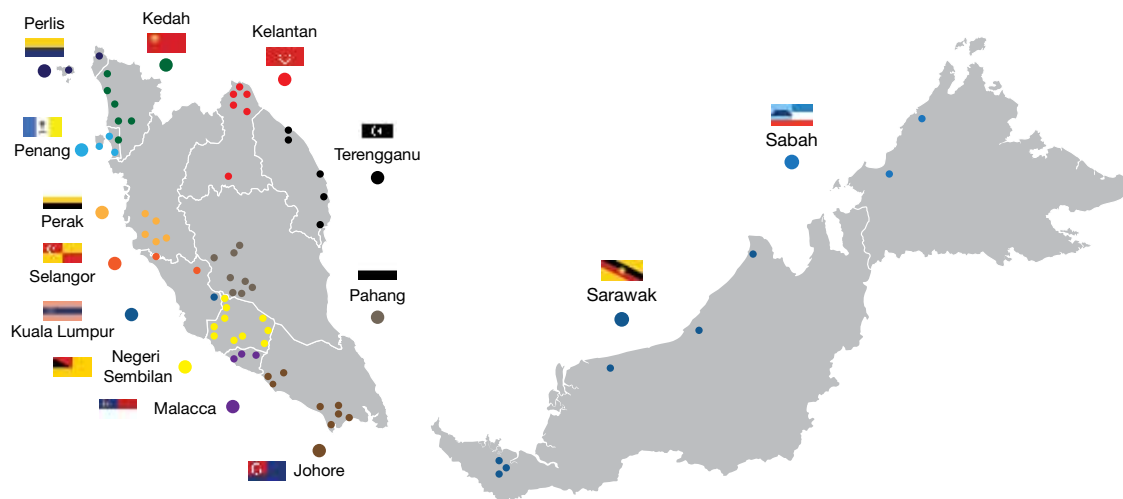 Perlis
Kedah
Kelantan
Penang
Terengganu
Sabah
Perak
Selangor
Pahang
Sarawak
Kuala Lumpur
Negeri
Sembilan
Malacca
Johore